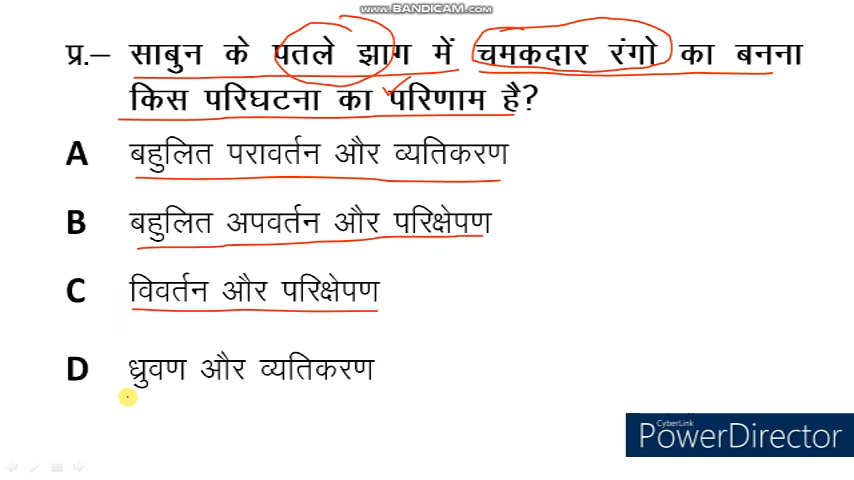 www.BANDICAM.com
प्र.– साबुन के पतले झाग में चमकदार रंगो का बनना
किस परिघटना का परिणाम है?
A बहुलित परावर्तन और व्यतिकरण
B बहुलित अपवर्तन और परिक्षेपण
C विवर्तन और परिक्षेपण
D ध्रुवण और व्यतिकरण
CyberLink
PowerDirector